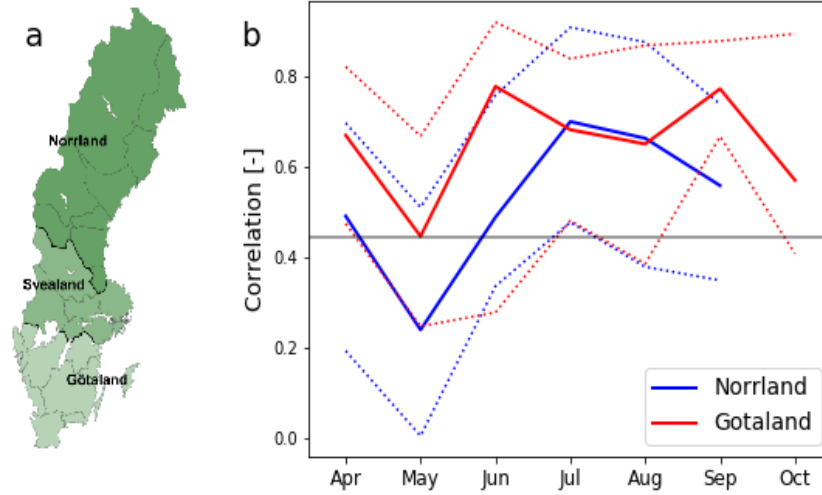 a
Norrland
Svealand
Götaland
b
Correlation [-]
0.8
0.6
0.4
0.2
0.0
Apr May Jun Jul Aug Sep Oct
Norrland
Gotaland